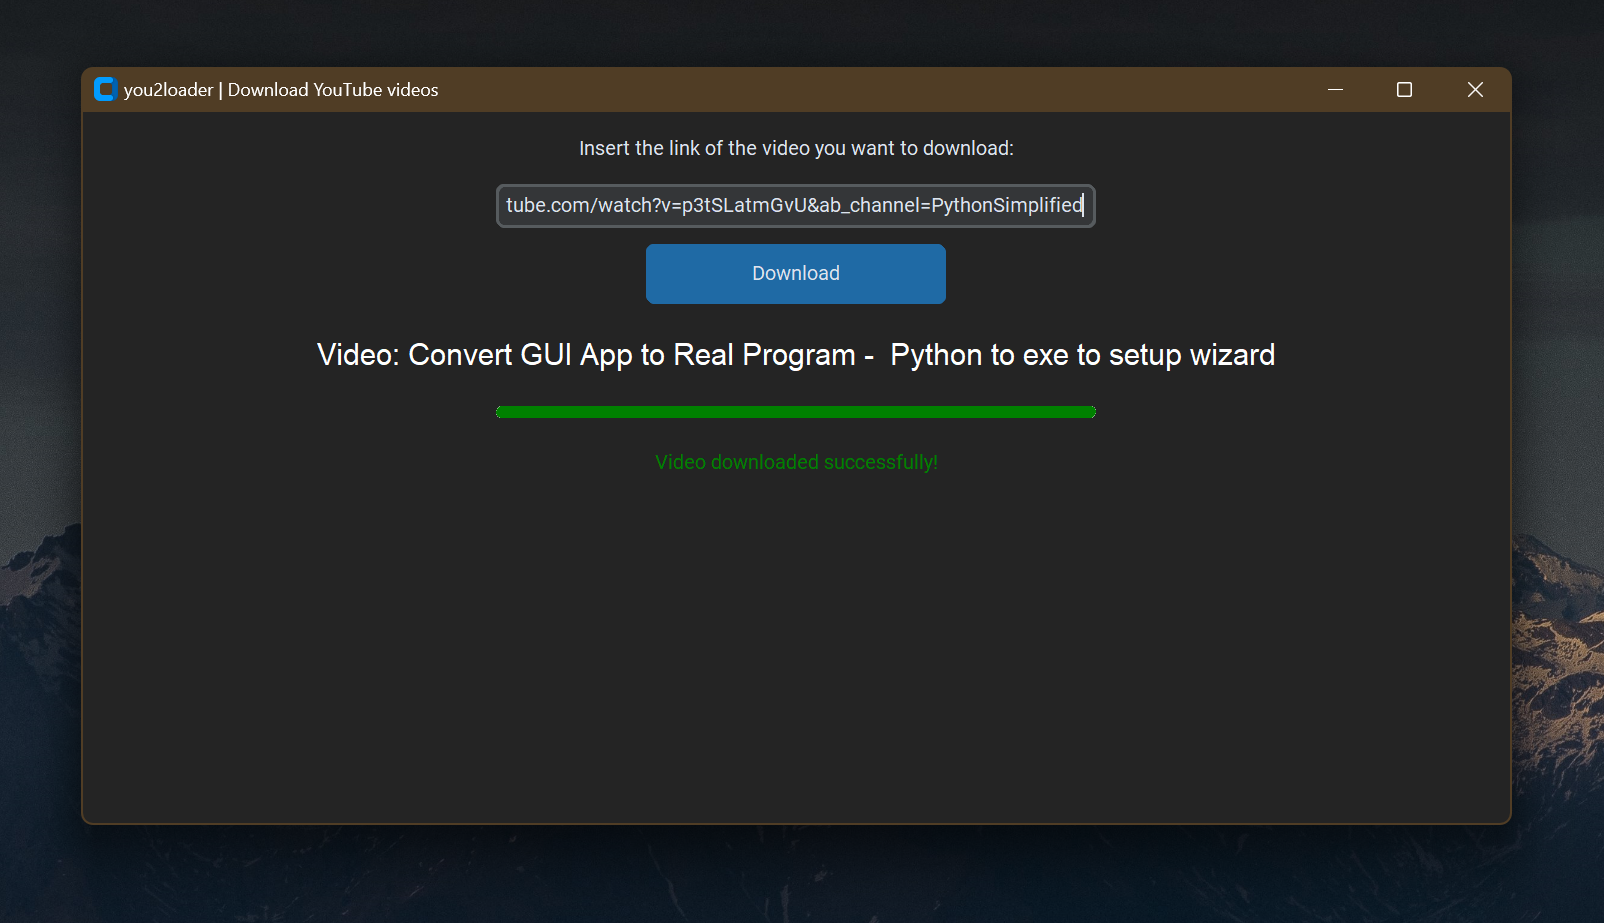 you2loader | Download YouTube videos
Insert the link of the video you want to download:
tube.com/watch?v=p3tSLatmGvU&ab_channel=PythonSimplified
Download
Video: Convert GUI App to Real Program -  Python to exe to setup wizard
Video downloaded successfully!